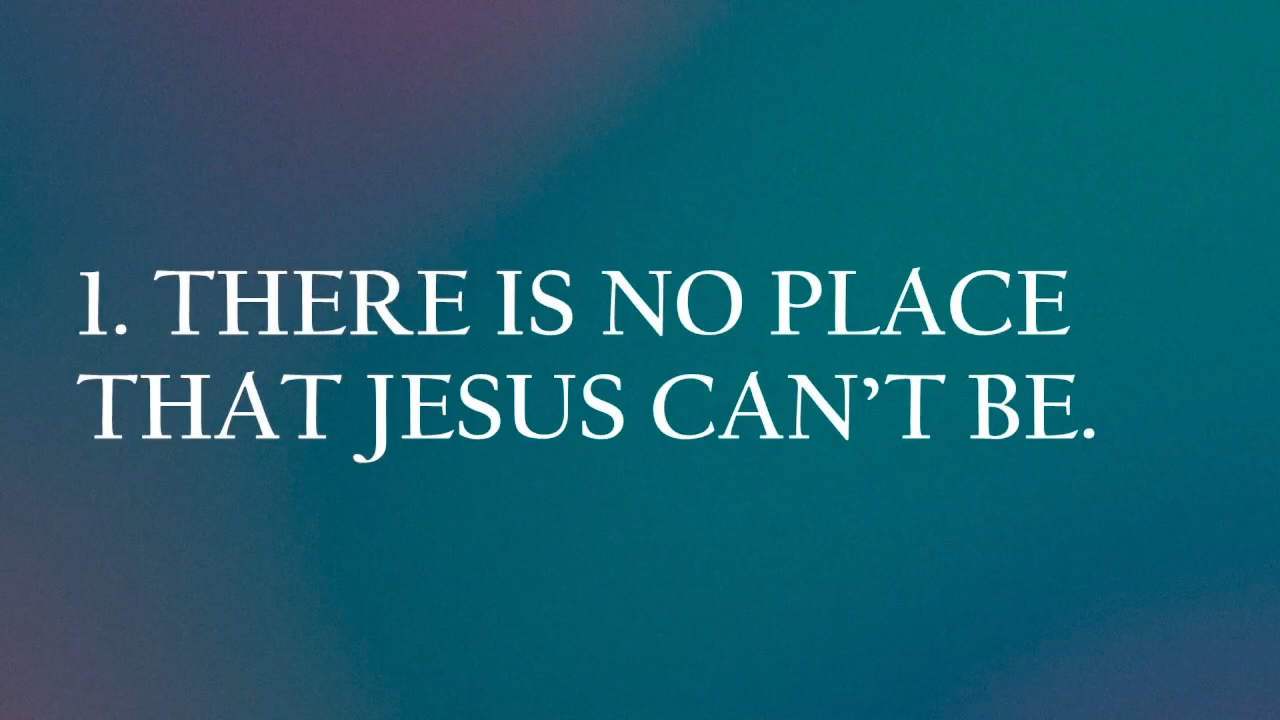 1. THERE IS NO PLACE
THAT JESUS CAN’T BE.